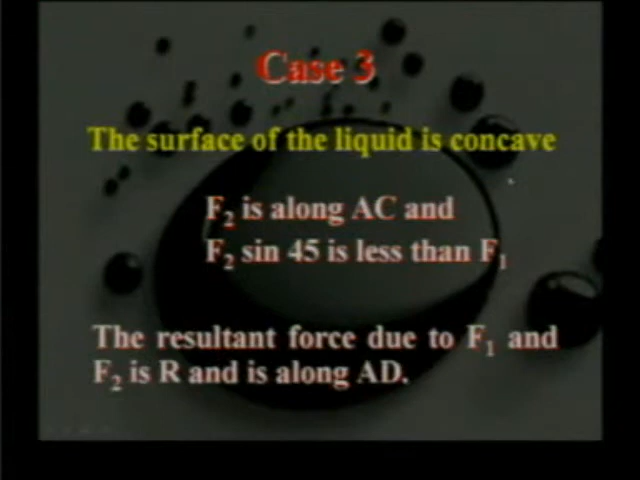 Case 3
The surface of the liquid is concave
F₂ is along AC and
F₂ sin 45 is less than F₁
The resultant force due to F₁ and
F₂ is R and is along AD.